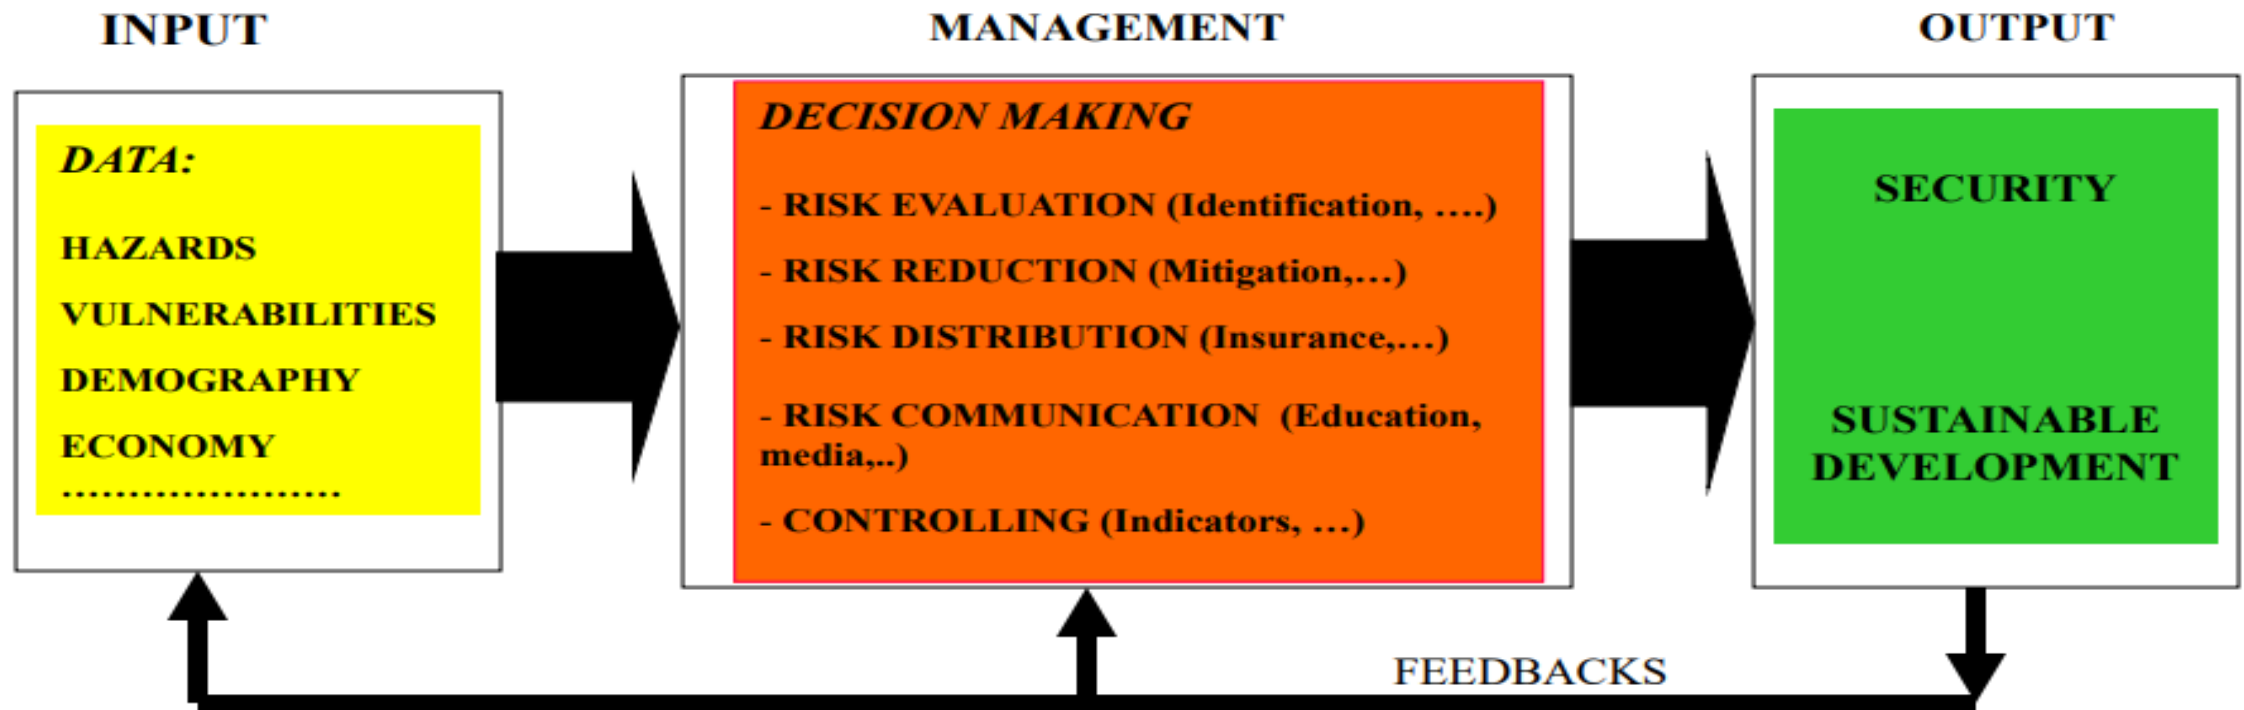 INPUT
DATA:
HAZARDS
VULNERABILITIES
DEMOGRAPHY
ECONOMY
.....................
MANAGEMENT
DECISION MAKING
- RISK EVALUATION (Identification, ….)
- RISK REDUCTION (Mitigation,…)
- RISK DISTRIBUTION (Insurance,…)
- RISK COMMUNICATION (Education,
media,..)
- CONTROLLING (Indicators, …)
OUTPUT
SECURITY
SUSTAINABLE
DEVELOPMENT
FEEDBACKS